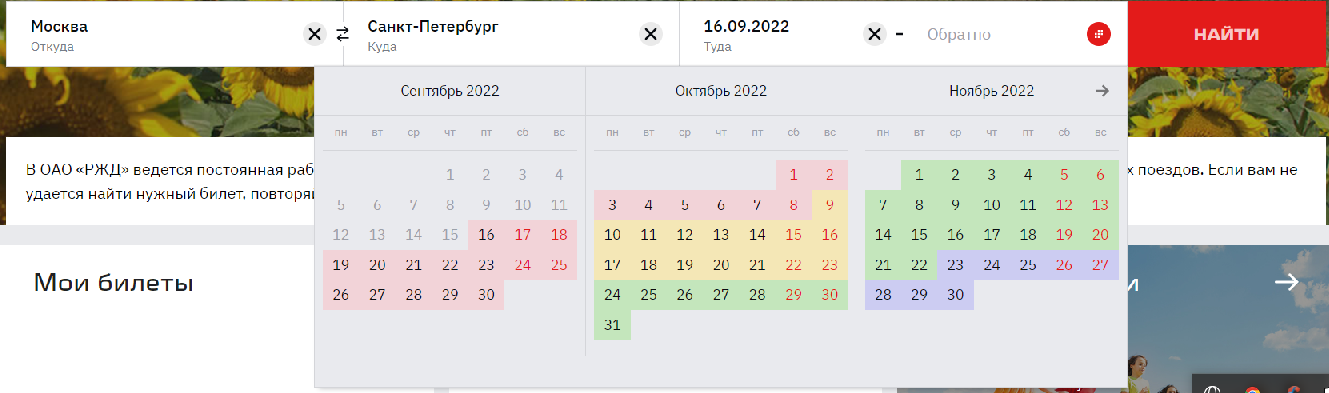 Москва
Откуда
Санкт-Петербург
Куда
16.09.2022
Туда
-
Обратно
НАЙТИ
Сентябрь 2022
Октябрь 2022
Ноябрь 2022
пн вт ср чт пт сб вс
1 2 3 4
5 6 7 8 9 10 11
12 13 14 15 16 17 18
19 20 21 22 23 24 25
26 27 28 29 30
пн вт ср чт пт сб вс
1 2
3 4 5 6 7 8 9
10 11 12 13 14 15 16
17 18 19 20 21 22 23
24 25 26 27 28 29 30
31
пн вт ср чт пт сб вс
1 2 3 4 5 6
7 8 9 10 11 12 13
14 15 16 17 18 19 20
21 22 23 24 25 26 27
28 29 30
В ОАО «РЖД» ведется постоянная
поездов. Если вам не
удается найти нужный билет,
Мои билеты